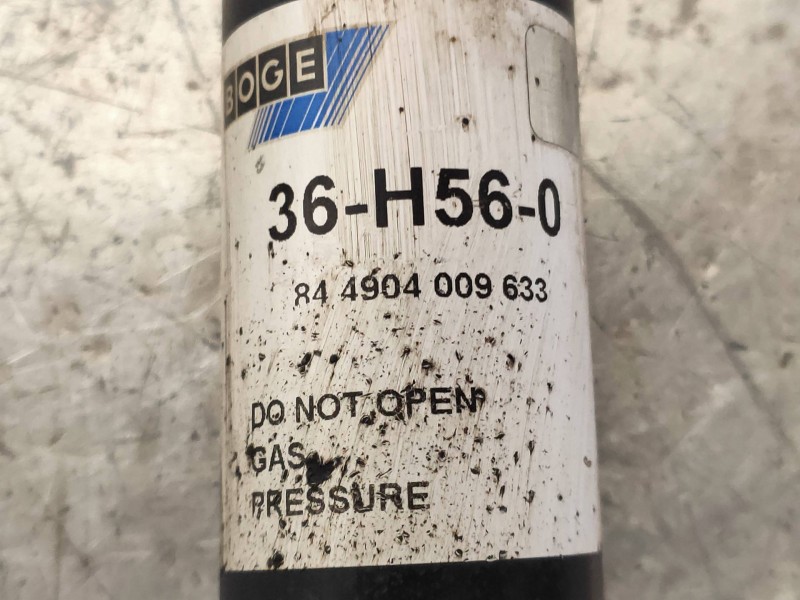 BOGE
36-H56-0
84 4904 009 633
DO NOT OPEN
GAS
PRESSURE